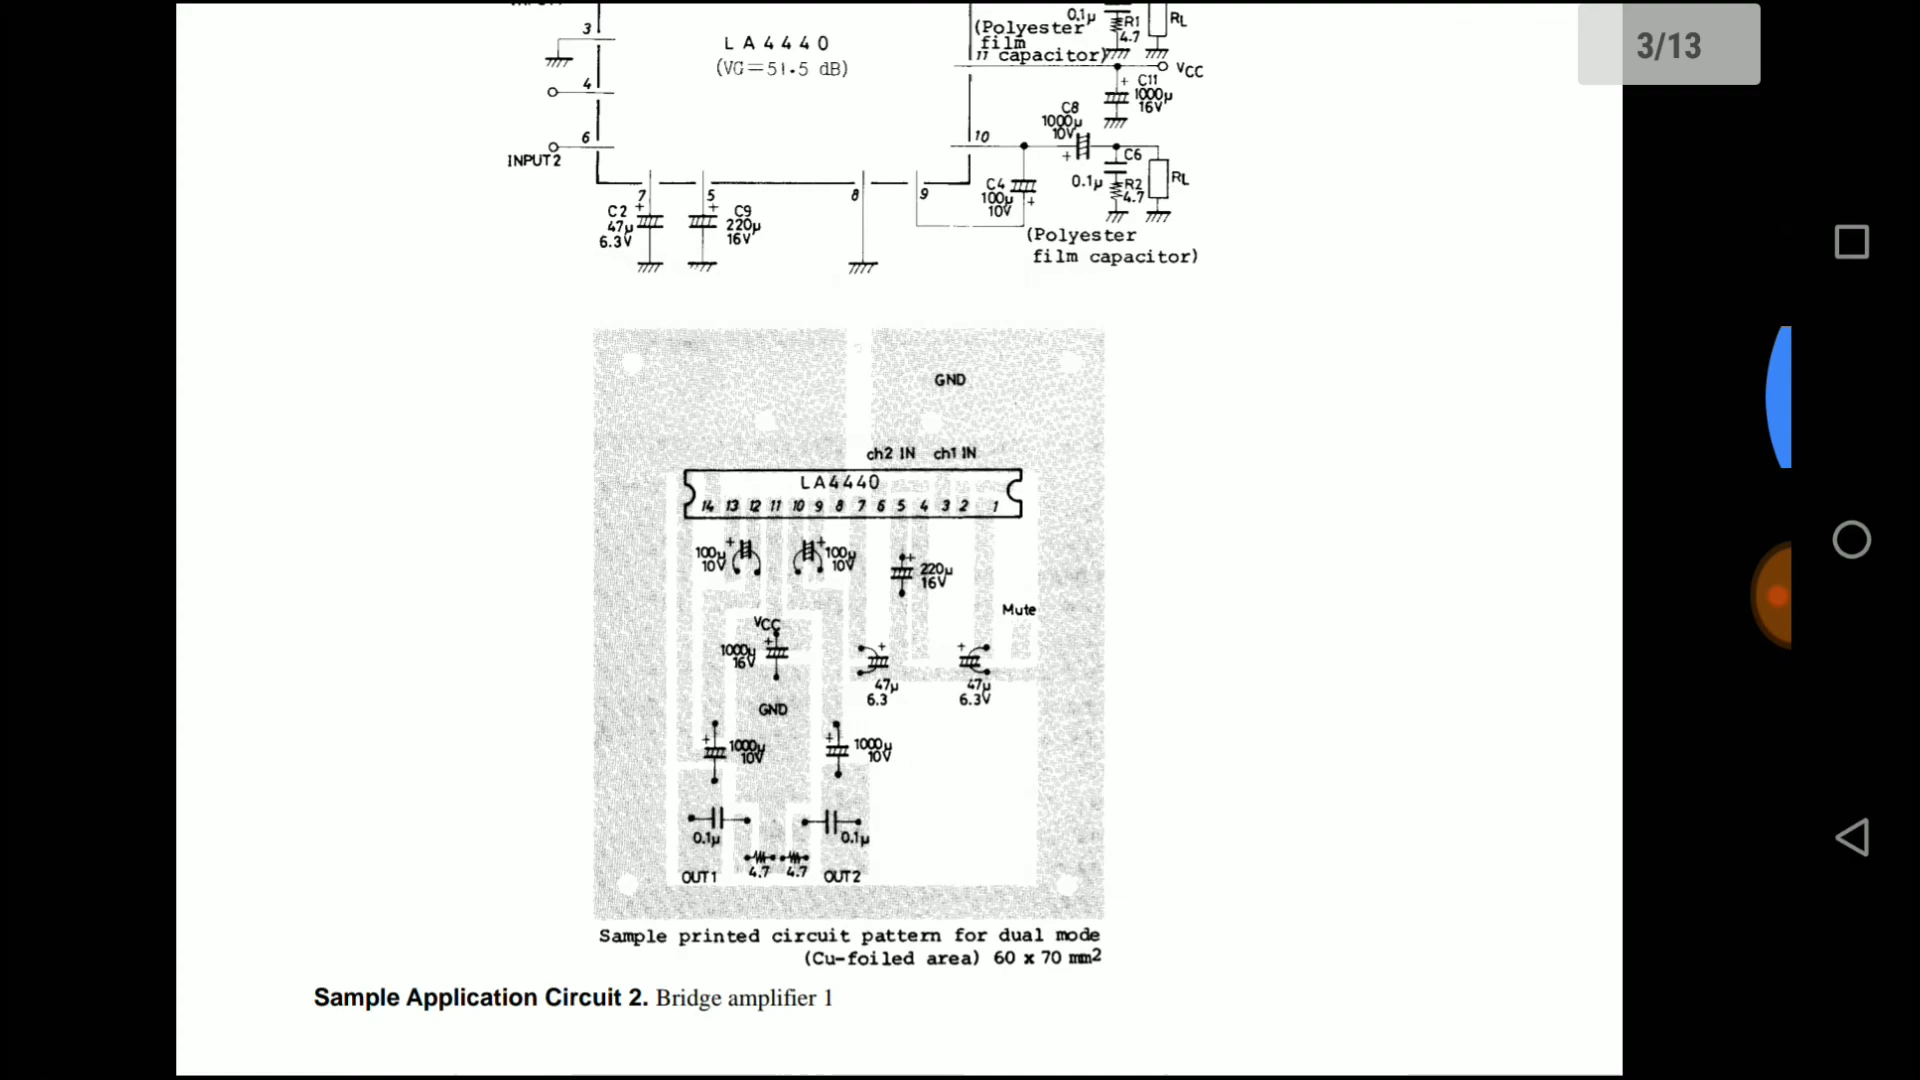 3/13
0.1μ
R1
4.7
RL
(Polyester
film
capacitor)
3
LA4440
(VG=51.5 dB)
11
VCC
+ C11
1000μ
16V
4
C8
1000μ
10V
+
6
INPUT2
10
C6
0.1μ
R2
4.7
RL
C4
100μ
10V
+
7
5
8
9
C2 +
47μ
6.3V
+ C9
220μ
16V
(Polyester
film capacitor)
GND
ch2 IN ch1 IN
LA4440
14 13 12 11 10 9 8 7 6 5 4 3 2 1
100μ
10V
+
+
100μ
10V
+
220μ
16V
Mute
VCC
+
1000μ
16V
+
47μ
6.3
+
47μ
6.3V
GND
+
1000μ
10V
+
1000μ
10V
0.1μ
0.1μ
OUT1 4.7 4.7 OUT2
Sample printed circuit pattern for dual mode
(Cu-foiled area) 60 x 70 mm2
Sample Application Circuit 2. Bridge amplifier 1